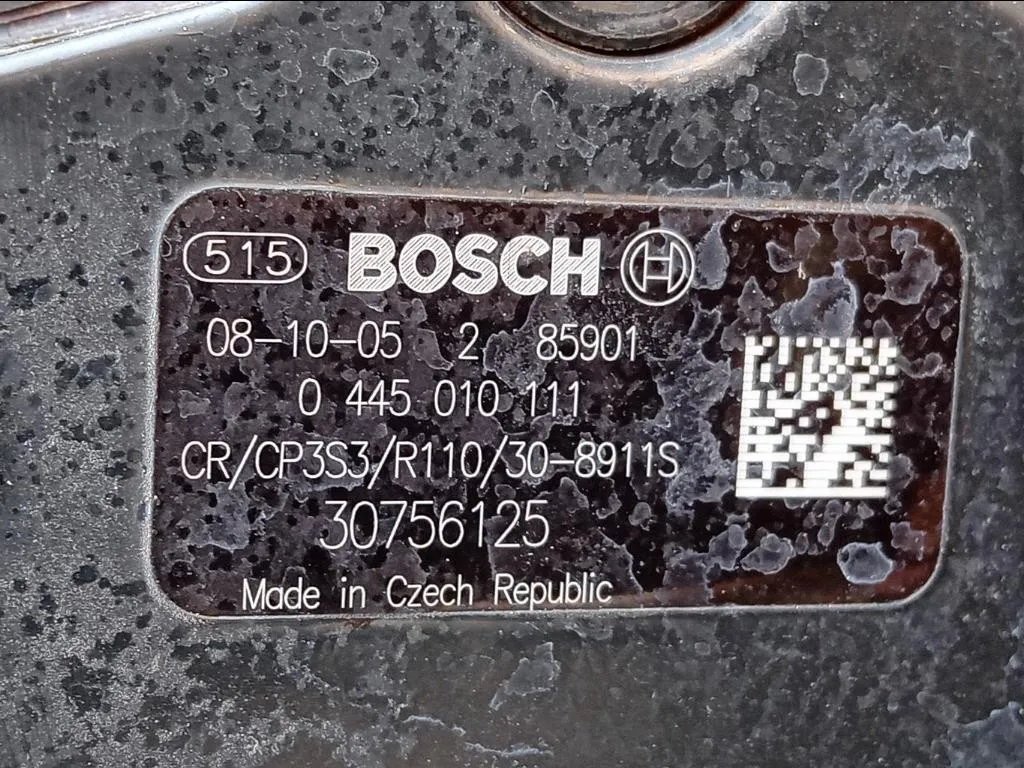 515 BOSCH
08-10-05 2 85901
0 445 010 111
CR/CP3S3/R110/30-8911S
30756125
Made in Czech Republic